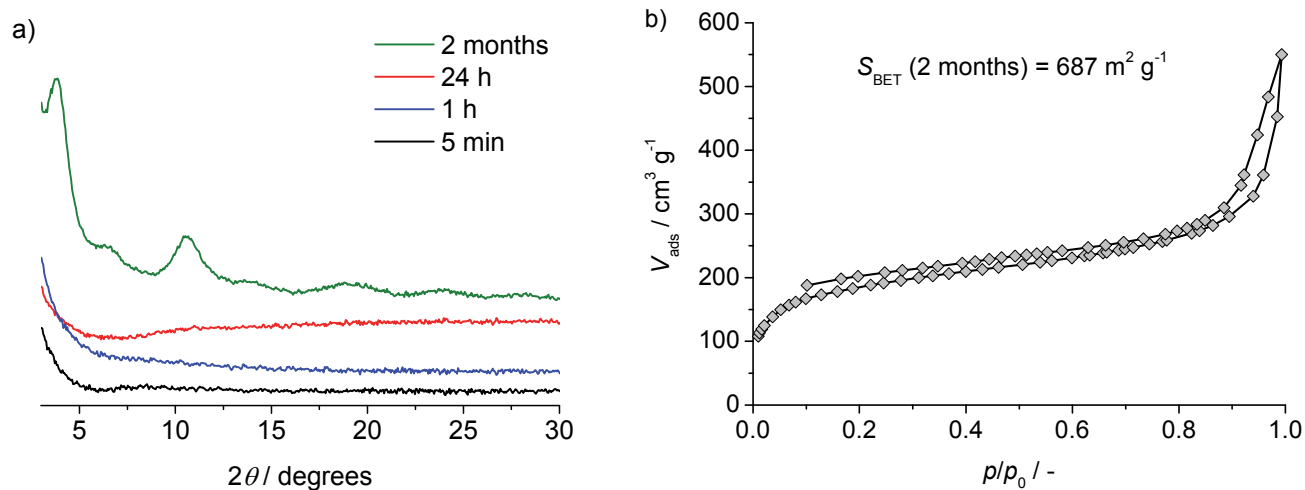 a)
2 months
24 h
1 h
5 min
5
10
15
20
25
30
2θ / degrees
b)
600
500
400
300
200
100
0
V_ads / cm³ g⁻¹
S_BET (2 months) = 687 m² g⁻¹
0.0
0.2
0.4
0.6
0.8
1.0
p/p₀ / -